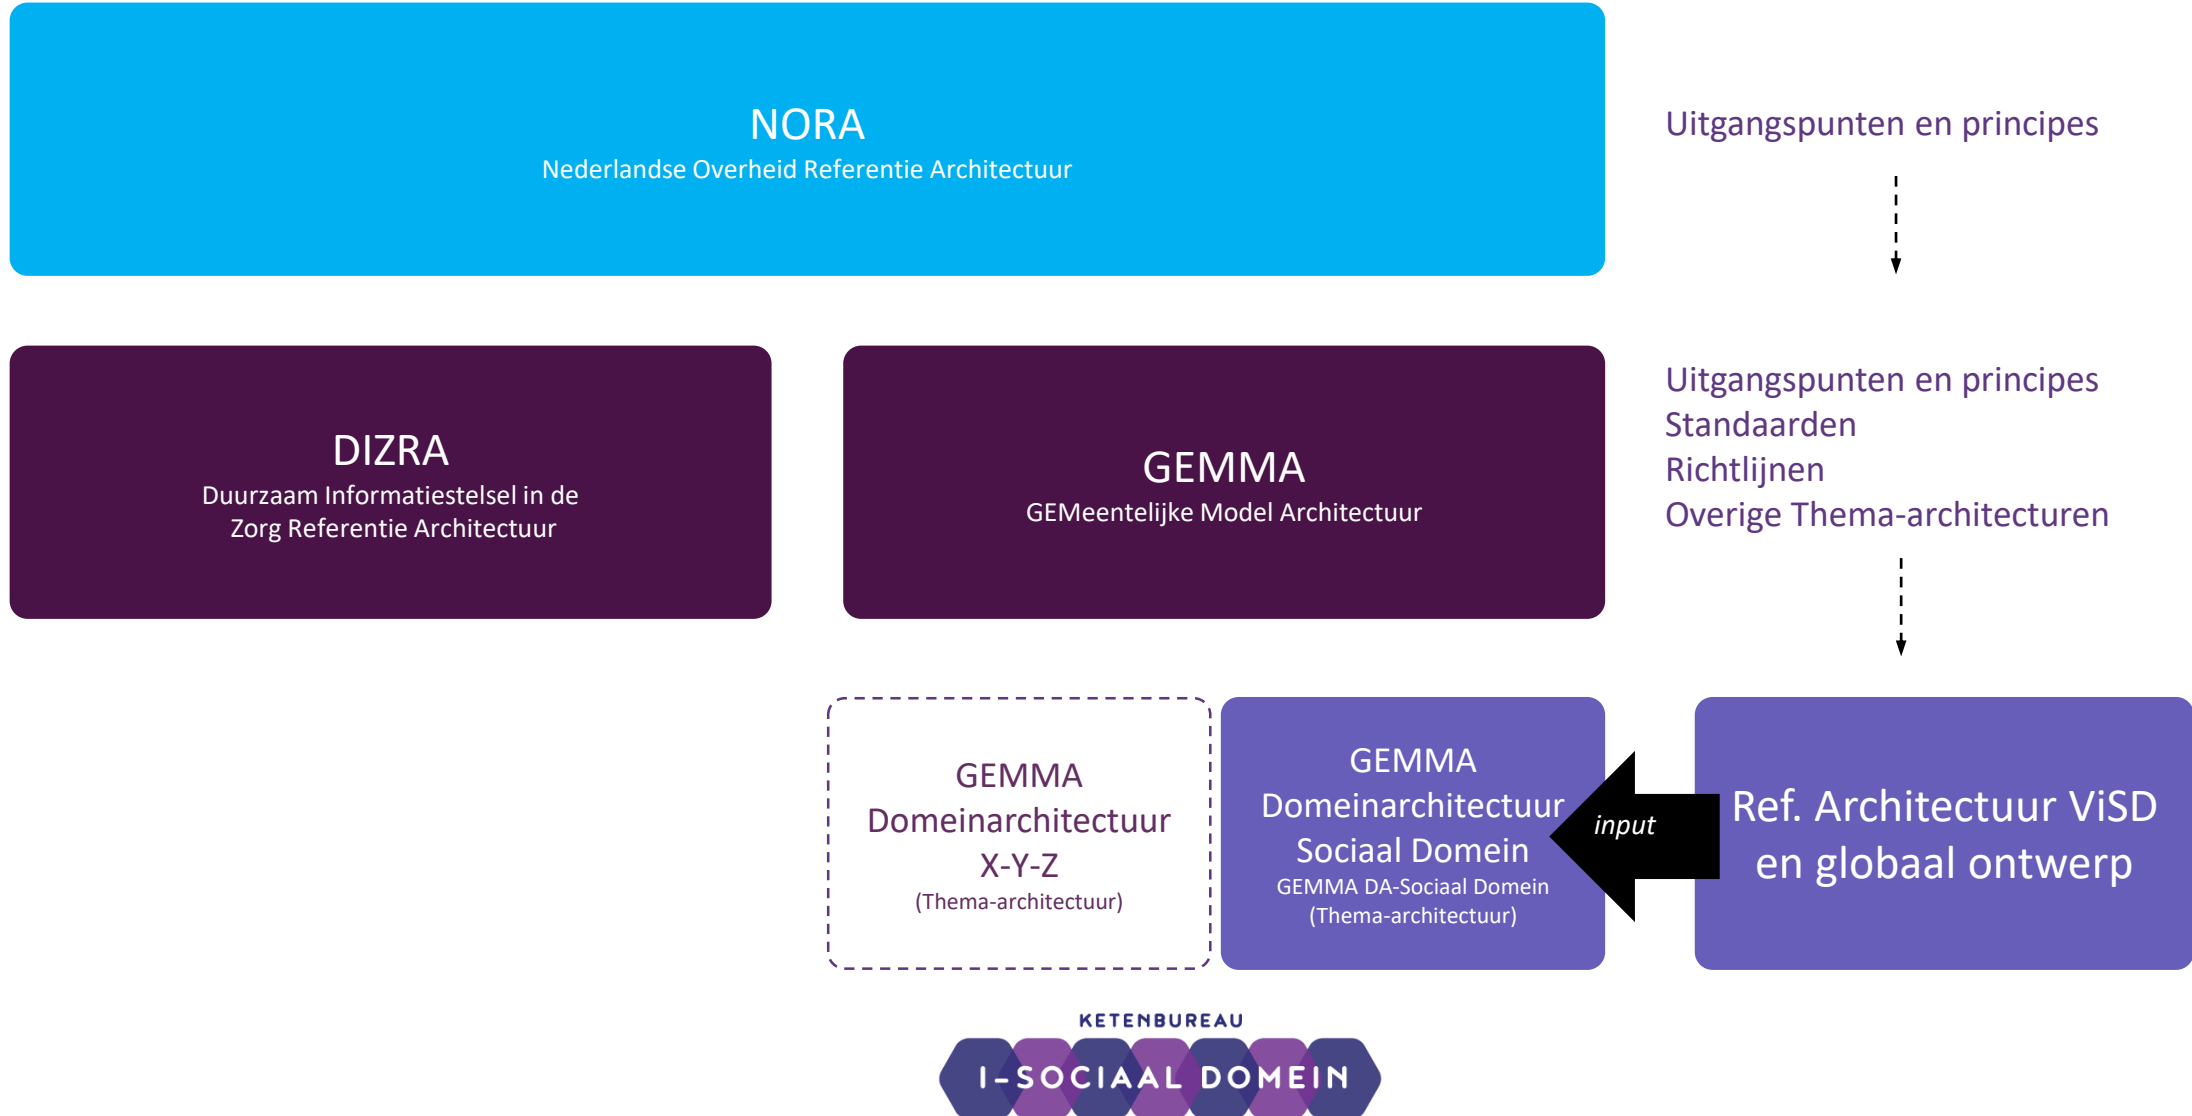 NORA
Nederlandse Overheid Referentie Architectuur
Uitgangspunten en principes
DIZRA
Duurzaam Informatiestelsel in de
Zorg Referentie Architectuur
GEMMA
GEMeentelijke Model Architectuur
Uitgangspunten en principes
Standaarden
Richtlijnen
Overige Thema-architecturen
GEMMA
Domeinarchitectuur
X-Y-Z
(Thema-architectuur)
GEMMA
Domeinarchitectuur
Sociaal Domein
GEMMA DA-Sociaal Domein
(Thema-architectuur)
input
Ref. Architectuur ViSD
en globaal ontwerp
KETENBUREAU
I-SOCIAAL DOMEIN